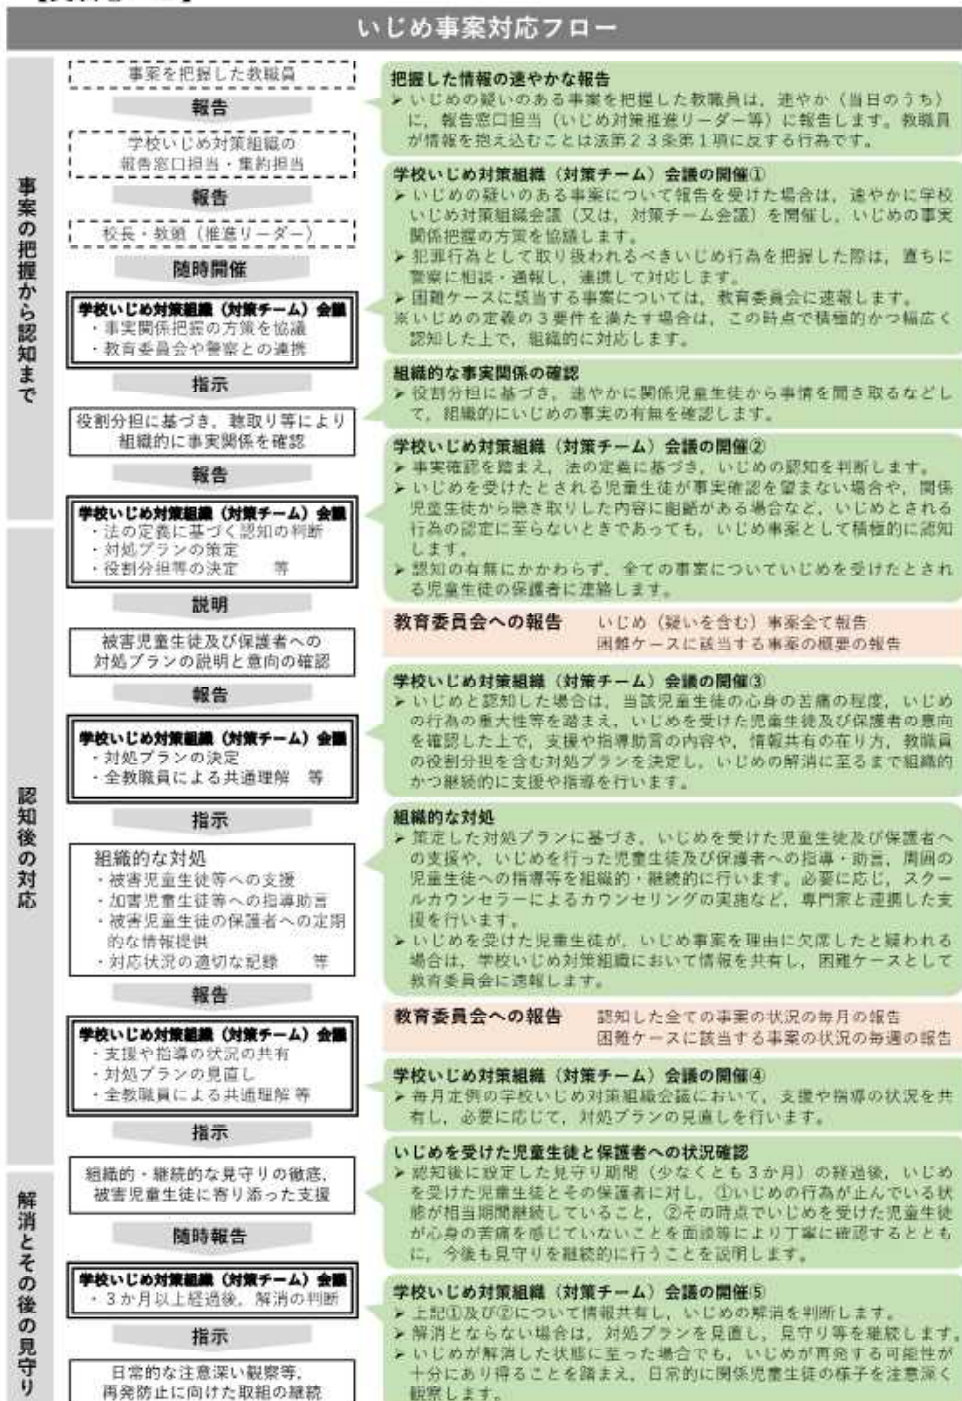 いじめ事案対応フロー
事案の把握から認知まで
事案を把握した教職員
報告
学校いじめ対策組織の
報告窓口担当・集約担当
報告
校長・教頭（推進リーダー）
随時開催
学校いじめ対策組織（対策チーム）会議
・事実関係把握の方策を協議
・教育委員会や警察との連携
指示
役割分担に基づき，聴取り等により
組織的に事実関係を確認
報告
学校いじめ対策組織（対策チーム）会議
・法の定義に基づく認知の判断
・対処プランの策定
・役割分担等の決定　等
説明
認知後の対応
被害児童生徒及び保護者への
対処プランの説明と意向の確認
報告
学校いじめ対策組織（対策チーム）会議
・対処プランの決定
・全教職員による共通理解　等
指示
組織的な対処
・被害児童生徒等への支援
・加害児童生徒等への指導助言
・被害児童生徒の保護者への定期
的な情報提供
・対応状況の適切な記録　等
報告
学校いじめ対策組織（対策チーム）会議
・支援や指導の状況の共有
・対処プランの見直し
・全教職員による共通理解 等
指示
解消とその後の見守り
組織的・継続的な見守りの徹底，
被害児童生徒に寄り添った支援
随時報告
学校いじめ対策組織（対策チーム）会議
・３か月以上経過後，解消の判断
指示
日常的な注意深い観察等，
再発防止に向けた取組の継続
把握した情報の速やかな報告
➢ いじめの疑いのある事案を把握した教職員は，速やか（当日のうち）
に，報告窓口担当（いじめ対策推進リーダー等）に報告します。教職員
が情報を抱え込むことは法第２３条第１項に反する行為です。
学校いじめ対策組織（対策チーム）会議の開催①
➢ いじめの疑いのある事案について報告を受けた場合は，速やかに学校
いじめ対策組織会議（又は，対策チーム会議）を開催し，いじめの事実
関係把握の方策を協議します。
➢ 犯罪行為として取り扱われるべきいじめ行為を把握した際は，直ちに
警察に相談・通報し，連携して対応します。
➢ 困難ケースに該当する事案については，教育委員会に速報します。
※いじめの定義の３要件を満たす場合は，この時点で積極的かつ幅広く
認知した上で，組織的に対応します。
組織的な事実関係の確認
➢ 役割分担に基づき，速やかに関係児童生徒から事情を聞き取るなどし
て，組織的にいじめの事実の有無を確認します。
学校いじめ対策組織（対策チーム）会議の開催②
➢ 事実確認を踏まえ，法の定義に基づき，いじめの認知を判断します。
➢ いじめを受けたとされる児童生徒が事実確認を望まない場合や，関係
児童生徒から聴き取りした内容に齟齬がある場合など，いじめとされる
行為の認定に至らないときであっても，いじめ事案として積極的に認知
します。
➢ 認知の有無にかかわらず，全ての事案についていじめを受けたとされ
る児童生徒の保護者に連絡します。
教育委員会への報告　いじめ（疑いを含む）事案全て報告
困難ケースに該当する事案の概要の報告
学校いじめ対策組織（対策チーム）会議の開催③
➢ いじめと認知した場合は，当該児童生徒の心身の苦痛の程度，いじめ
の行為の重大性等を踏まえ，いじめを受けた児童生徒及び保護者の意向
を確認した上で，支援や指導助言の内容や，情報共有の在り方，教職員
の役割分担を含む対処プランを決定し，いじめの解消に至るまで組織的
かつ継続的に支援や指導を行います。
組織的な対処
➢ 策定した対処プランに基づき，いじめを受けた児童生徒及び保護者へ
の支援や，いじめを行った児童生徒及び保護者への指導・助言，周囲の
児童生徒への指導等を組織的・継続的に行います。必要に応じ，スクー
ルカウンセラーによるカウンセリングの実施など，専門家と連携した支
援を行います。
➢ いじめを受けた児童生徒が，いじめ事案を理由に欠席したと疑われる
場合は，学校いじめ対策組織において情報を共有し，困難ケースとして
教育委員会に速報します。
教育委員会への報告　認知した全ての事案の状況の毎月の報告
困難ケースに該当する事案の状況の毎週の報告
学校いじめ対策組織（対策チーム）会議の開催④
➢ 毎月定例の学校いじめ対策組織会議において，支援や指導の状況を共
有し，必要に応じて，対処プランの見直しを行います。
いじめを受けた児童生徒と保護者への状況確認
➢ 認知後に設定した見守り期間（少なくとも３か月）の経過後，いじめ
を受けた児童生徒とその保護者に対し，①いじめの行為が止んでいる状
態が相当期間継続していること，②その時点でいじめを受けた児童生徒
が心身の苦痛を感じていないことを面談等により丁寧に確認するととも
に，今後も見守りを継続的に行うことを説明します。
学校いじめ対策組織（対策チーム）会議の開催⑤
➢ 上記①及び②について情報共有し，いじめの解消を判断します。
➢ 解消とならない場合は，対処プランを見直し，見守り等を継続します。
➢ いじめが解消した状態に至った場合でも，いじめが再発する可能性が
十分にあり得ることを踏まえ，日常的に関係児童生徒の様子を注意深く
観察します。